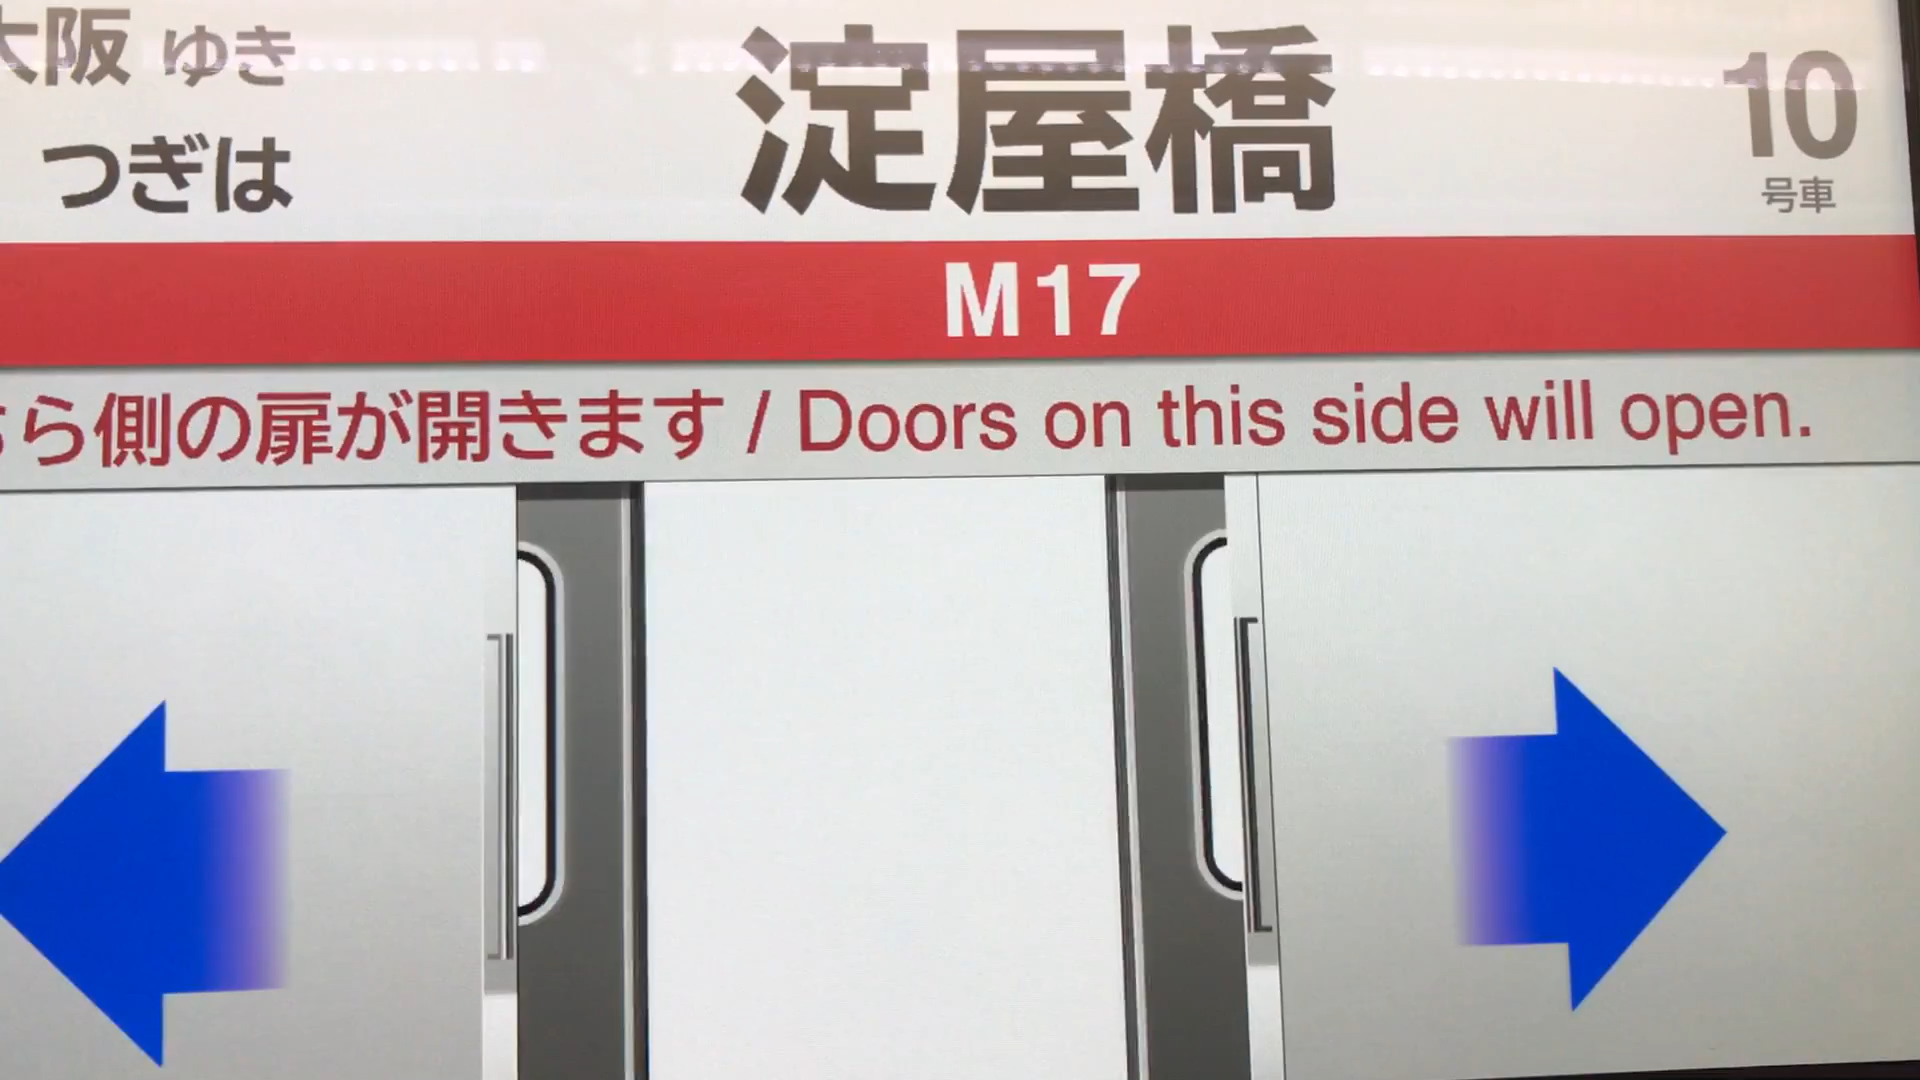 大阪 ゆき
つぎは
淀屋橋
10
号車
M17
ちら側の扉が開きます / Doors on this side will open.